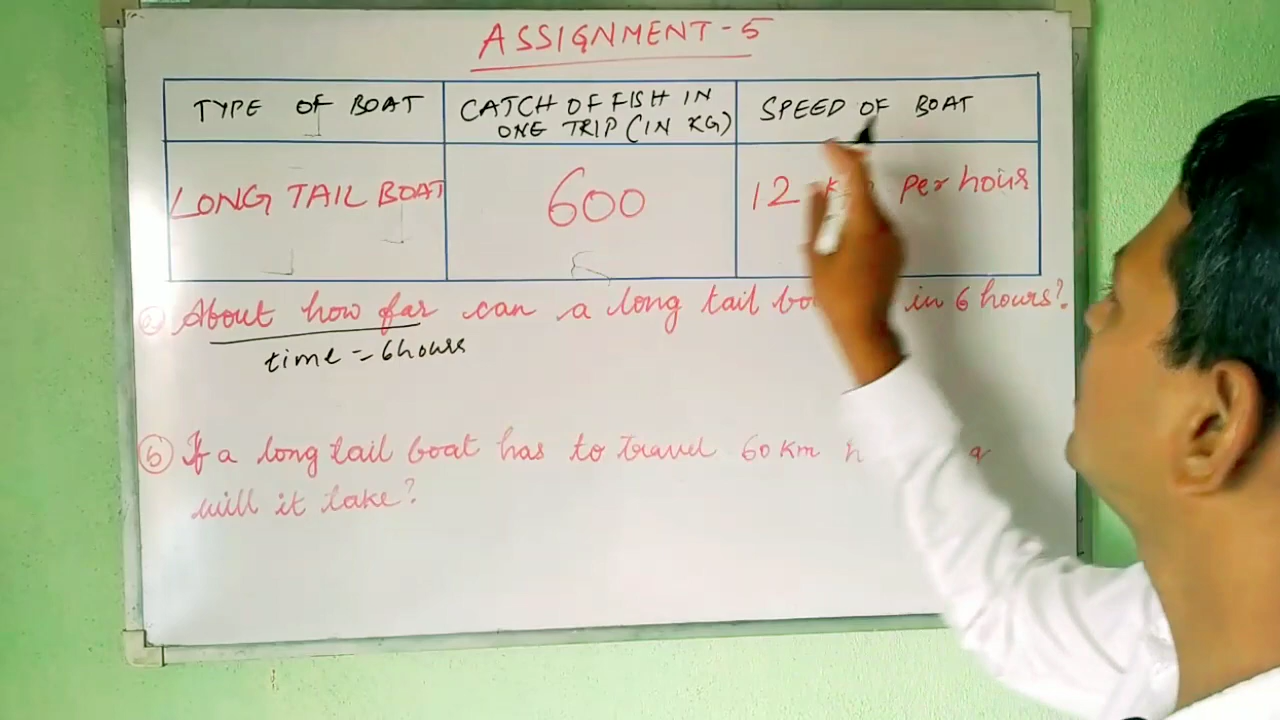 ASSIGNMENT-5
TYPE OF BOAT
CATCH OF FISH IN
ONE TRIP (IN KG)
SPEED OF BOAT
LONG TAIL BOAT
600
12 per hour
a About how far can a long tail in 6 hours?
time = 6hours
b If a long tail boat has to travel 60 km
will it take?